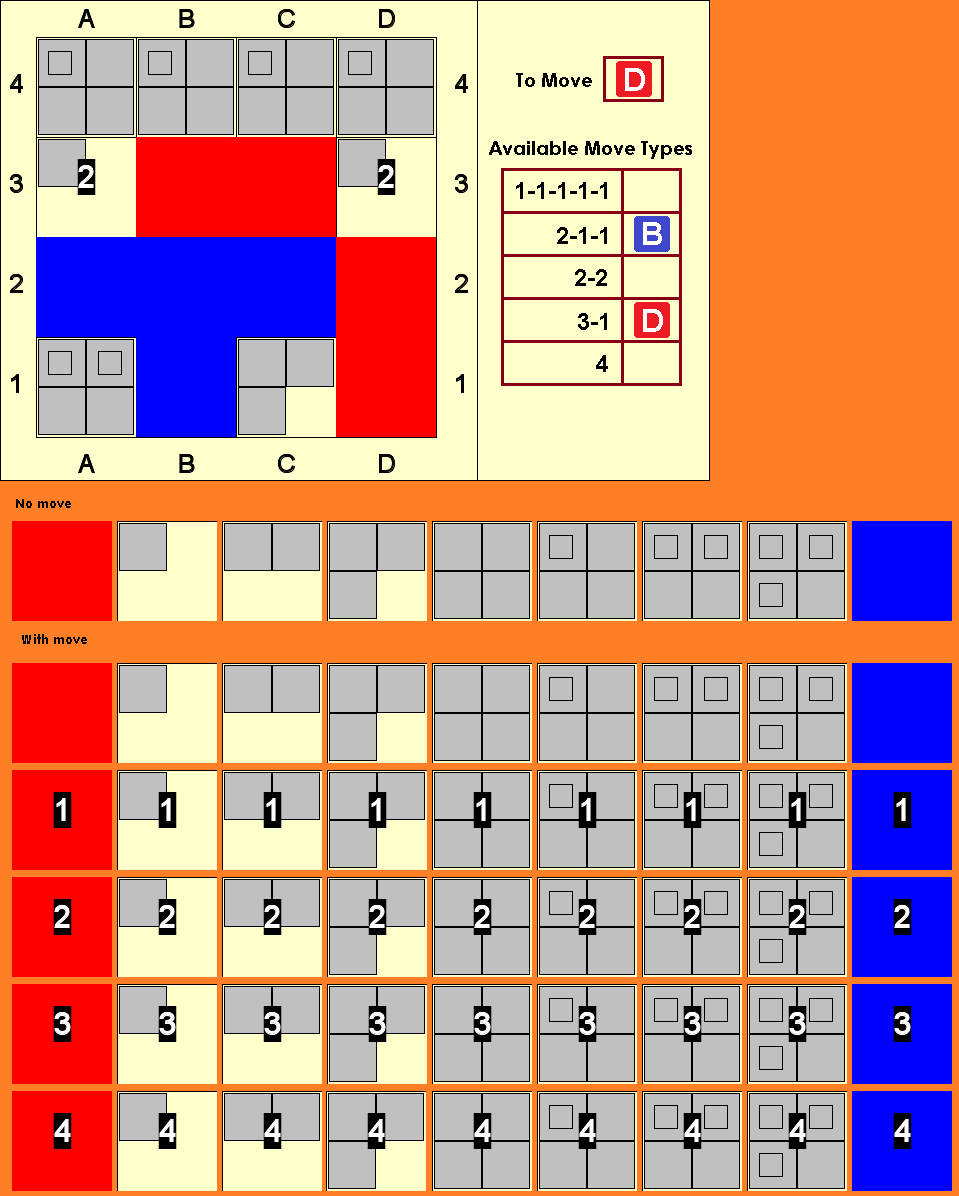 A B C D
To Move D
4 4
Available Move Types
3 2 2 3
1-1-1-1-1
2-1-1 B
2 2
2-2
3-1 D
4
1 1
A B C D
No move
With move
1 1 1 1 1 1 1 1 1
2 2 2 2 2 2 2 2 2
3 3 3 3 3 3 3 3 3
4 4 4 4 4 4 4 4 4